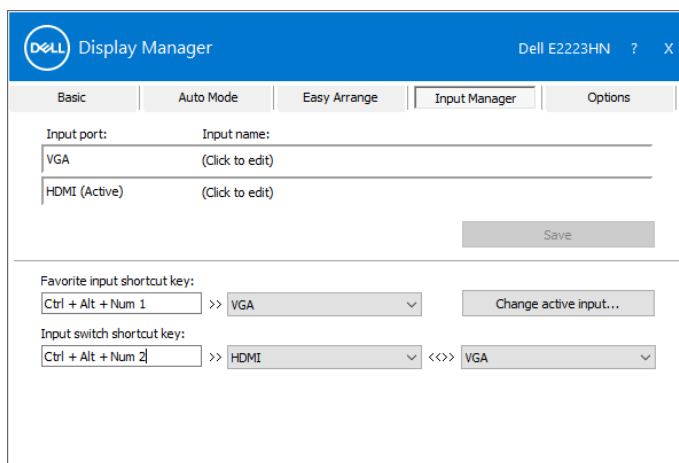 DELL Display Manager Dell E2223HN ? X
Basic Auto Mode Easy Arrange Input Manager Options
Input port: Input name:
VGA (Click to edit)
HDMI (Active) (Click to edit)
Save
Favorite input shortcut key:
Ctrl + Alt + Num 1 >> VGA Change active input...
Input switch shortcut key:
Ctrl + Alt + Num 2 >> HDMI <<>> VGA